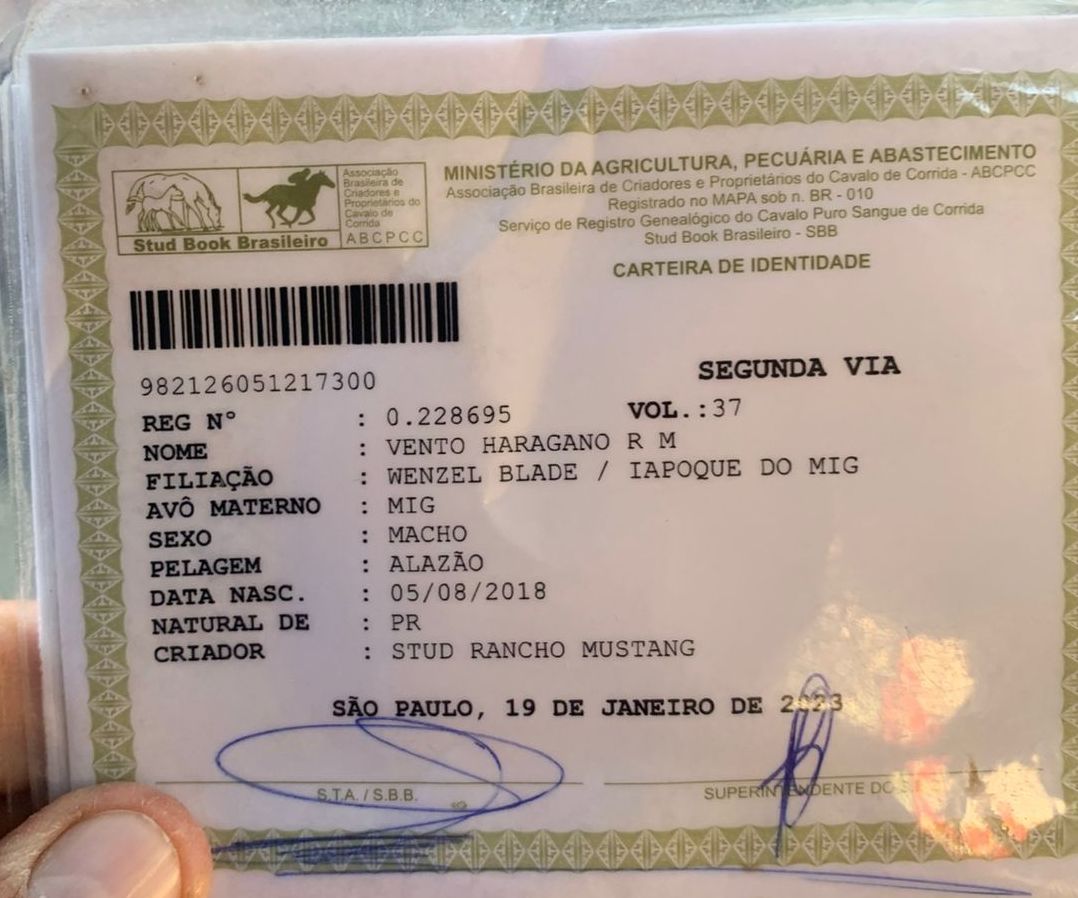 Associação
Brasileira de
Criadores e
Proprietários do
Cavalo de
Corrida
ABCPCC
Stud Book Brasileiro
MINISTÉRIO DA AGRICULTURA, PECUÁRIA E ABASTECIMENTO
Associação Brasileira de Criadores e Proprietários do Cavalo de Corrida - ABCPCC
Registrado no MAPA sob n. BR - 010
Serviço de Registro Genealógico do Cavalo Puro Sangue de Corrida
Stud Book Brasileiro - SBB
CARTEIRA DE IDENTIDADE
982126051217300
SEGUNDA VIA
REG Nº : 0.228695 VOL.:37
NOME : VENTO HARAGANO R M
FILIAÇÃO : WENZEL BLADE / IAPOQUE DO MIG
AVÔ MATERNO : MIG
SEXO : MACHO
PELAGEM : ALAZÃO
DATA NASC. : 05/08/2018
NATURAL DE : PR
CRIADOR : STUD RANCHO MUSTANG
SÃO PAULO, 19 DE JANEIRO DE 2023
S.T.A. / S.B.B.
SUPERINTENDENTE DO